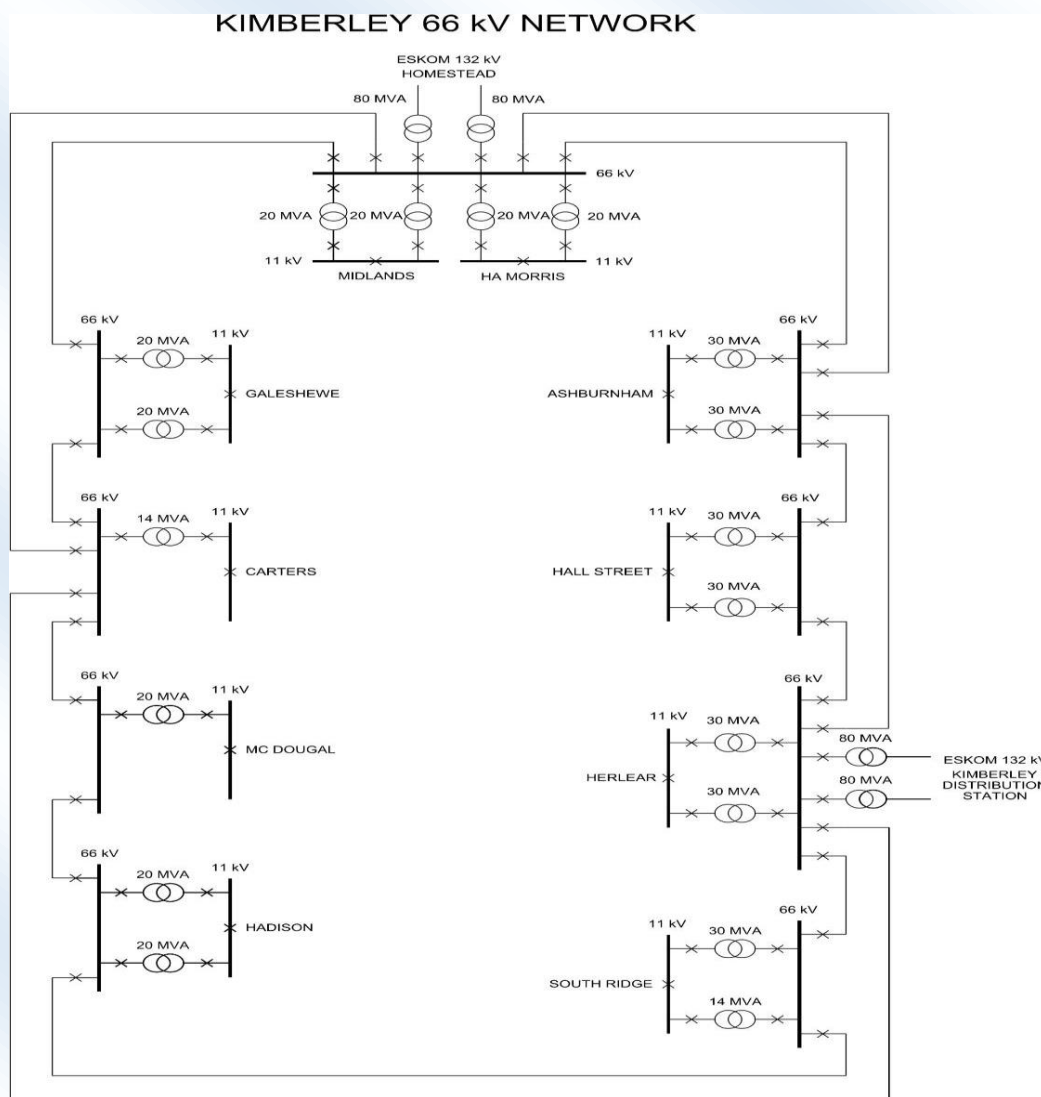 KIMBERLEY 66 kV NETWORK
ESKOM 132 kV
HOMESTEAD
80 MVA
80 MVA
66 kV
20 MVA
20 MVA
20 MVA
20 MVA
11 kV
11 kV
MIDLANDS
HA MORRIS
66 kV
20 MVA
11 kV
GALESHEWE
20 MVA
11 kV
30 MVA
66 kV
ASHBURNHAM
30 MVA
66 kV
14 MVA
11 kV
CARTERS
11 kV
30 MVA
66 kV
HALL STREET
30 MVA
66 kV
20 MVA
11 kV
MC DOUGAL
66 kV
11 kV
30 MVA
HERLEAR
30 MVA
80 MVA
80 MVA
ESKOM 132 kV
KIMBERLEY
DISTRIBUTION
STATION
66 kV
20 MVA
11 kV
HADISON
20 MVA
66 kV
11 kV
30 MVA
SOUTH RIDGE
14 MVA